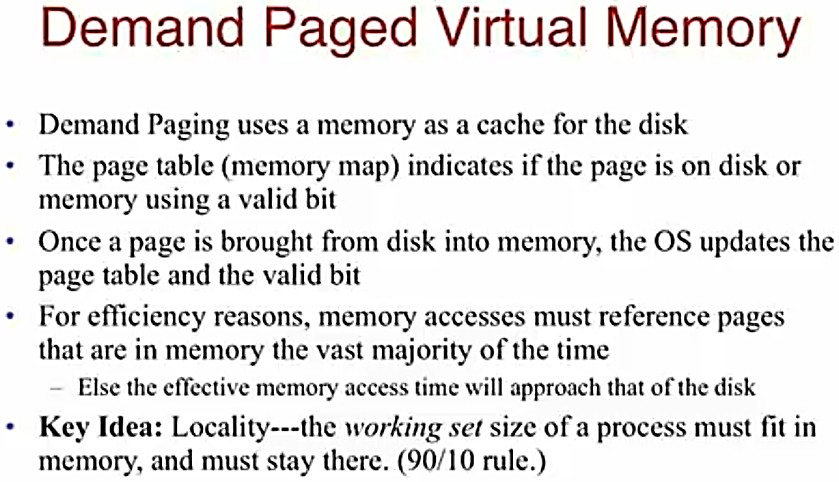 Demand Paged Virtual Memory
• Demand Paging uses a memory as a cache for the disk
• The page table (memory map) indicates if the page is on disk or
memory using a valid bit
• Once a page is brought from disk into memory, the OS updates the
page table and the valid bit
• For efficiency reasons, memory accesses must reference pages
that are in memory the vast majority of the time
– Else the effective memory access time will approach that of the disk
• Key Idea: Locality---the working set size of a process must fit in
memory, and must stay there. (90/10 rule.)